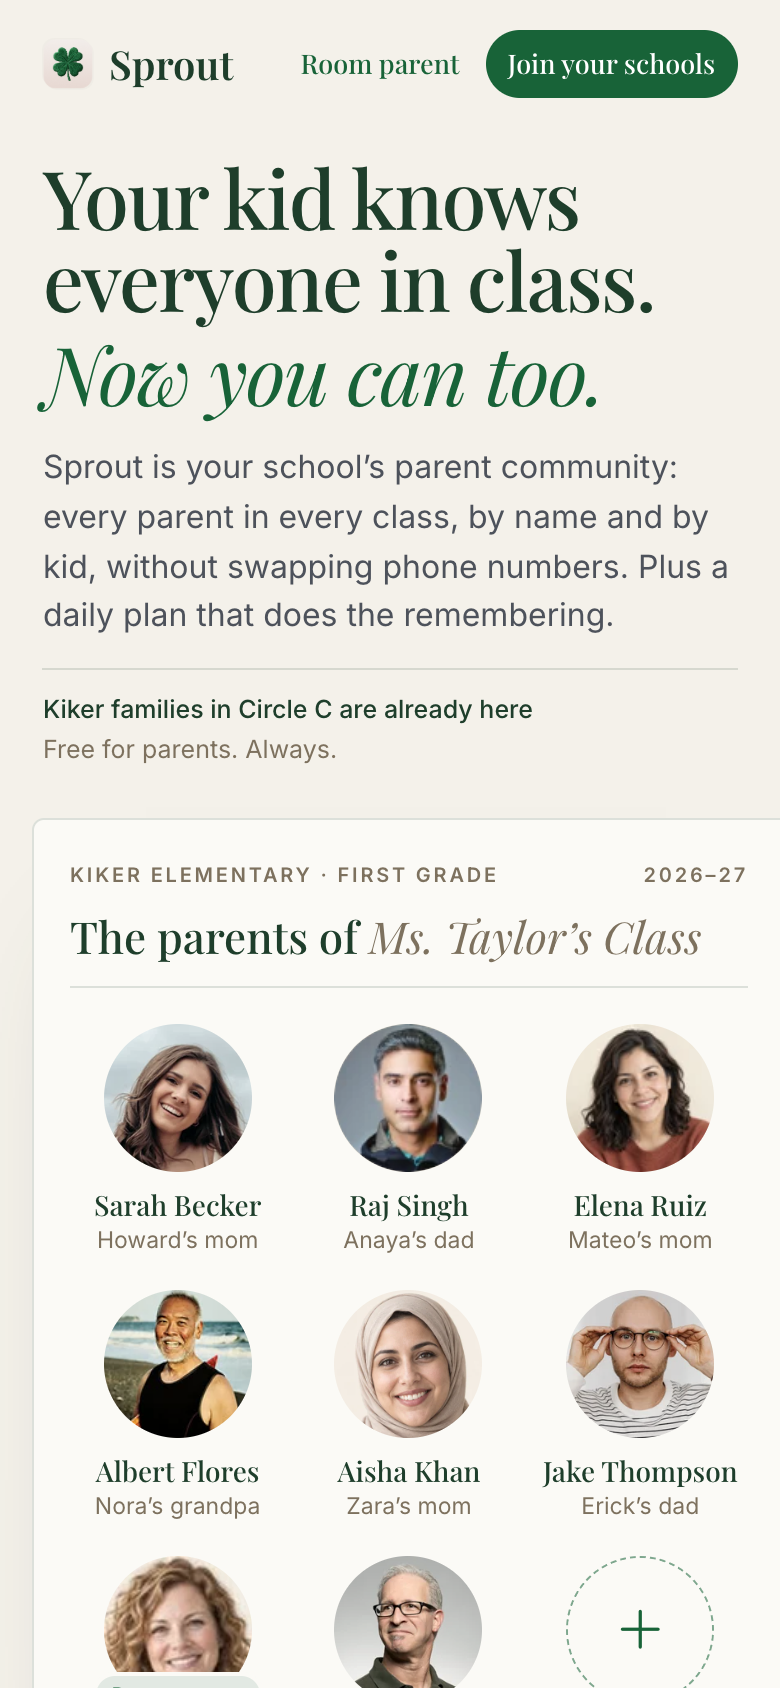 Sprout
Room parent
Join your schools
Your kid knows
everyone in class.
Now you can too.
Sprout is your school’s parent community:
every parent in every class, by name and by
kid, without swapping phone numbers. Plus a
daily plan that does the remembering.
Kiker families in Circle C are already here
Free for parents. Always.
KIKER ELEMENTARY · FIRST GRADE
2026–27
The parents of Ms. Taylor’s Class
Sarah Becker
Raj Singh
Elena Ruiz
Howard’s mom
Anaya’s dad
Mateo’s mom
Albert Flores
Aisha Khan
Jake Thompson
Nora’s grandpa
Zara’s mom
Erick’s dad